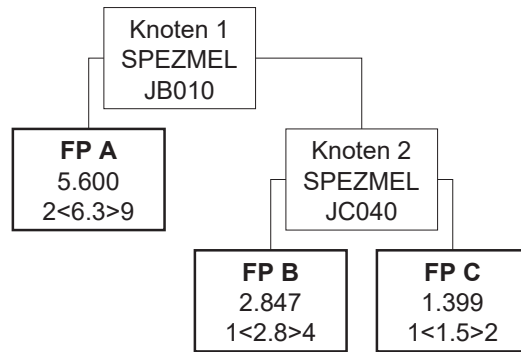 Knoten 1
SPEZMEL
JB010
FP A
5.600
2<6.3>9
Knoten 2
SPEZMEL
JC040
FP B
2.847
1<2.8>4
FP C
1.399
1<1.5>2